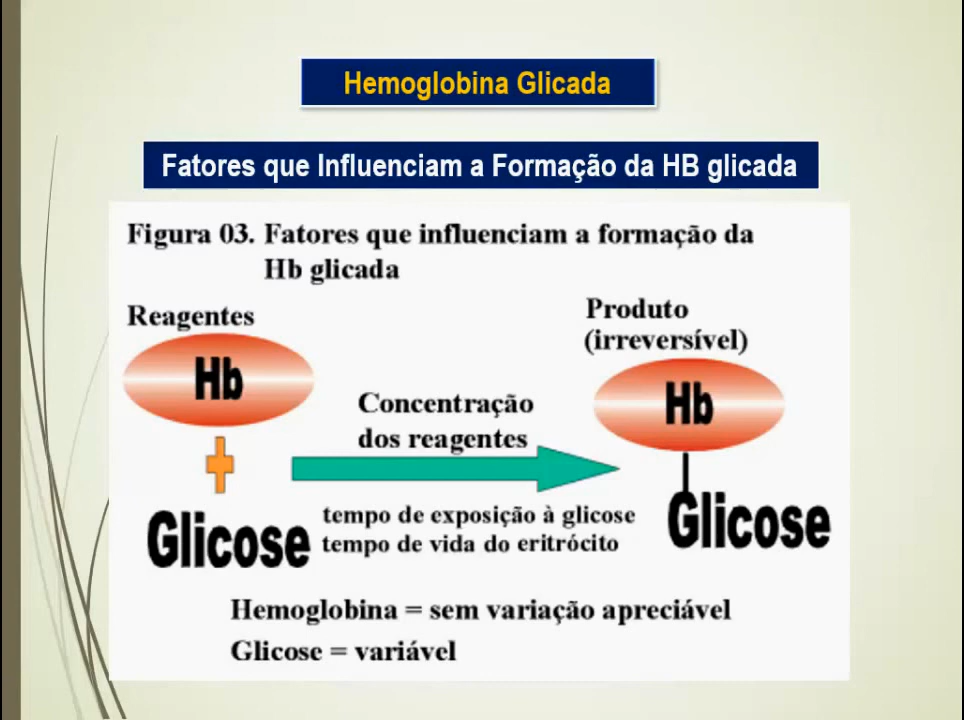 Hemoglobina Glicada
Fatores que Influenciam a Formação da HB glicada
Figura 03. Fatores que influenciam a formação da
Hb glicada
Reagentes
Hb
Glicose
Concentração
dos reagentes
tempo de exposição à glicose
tempo de vida do eritrócito
Produto
(irreversível)
Hb
Glicose
Hemoglobina = sem variação apreciável
Glicose = variável